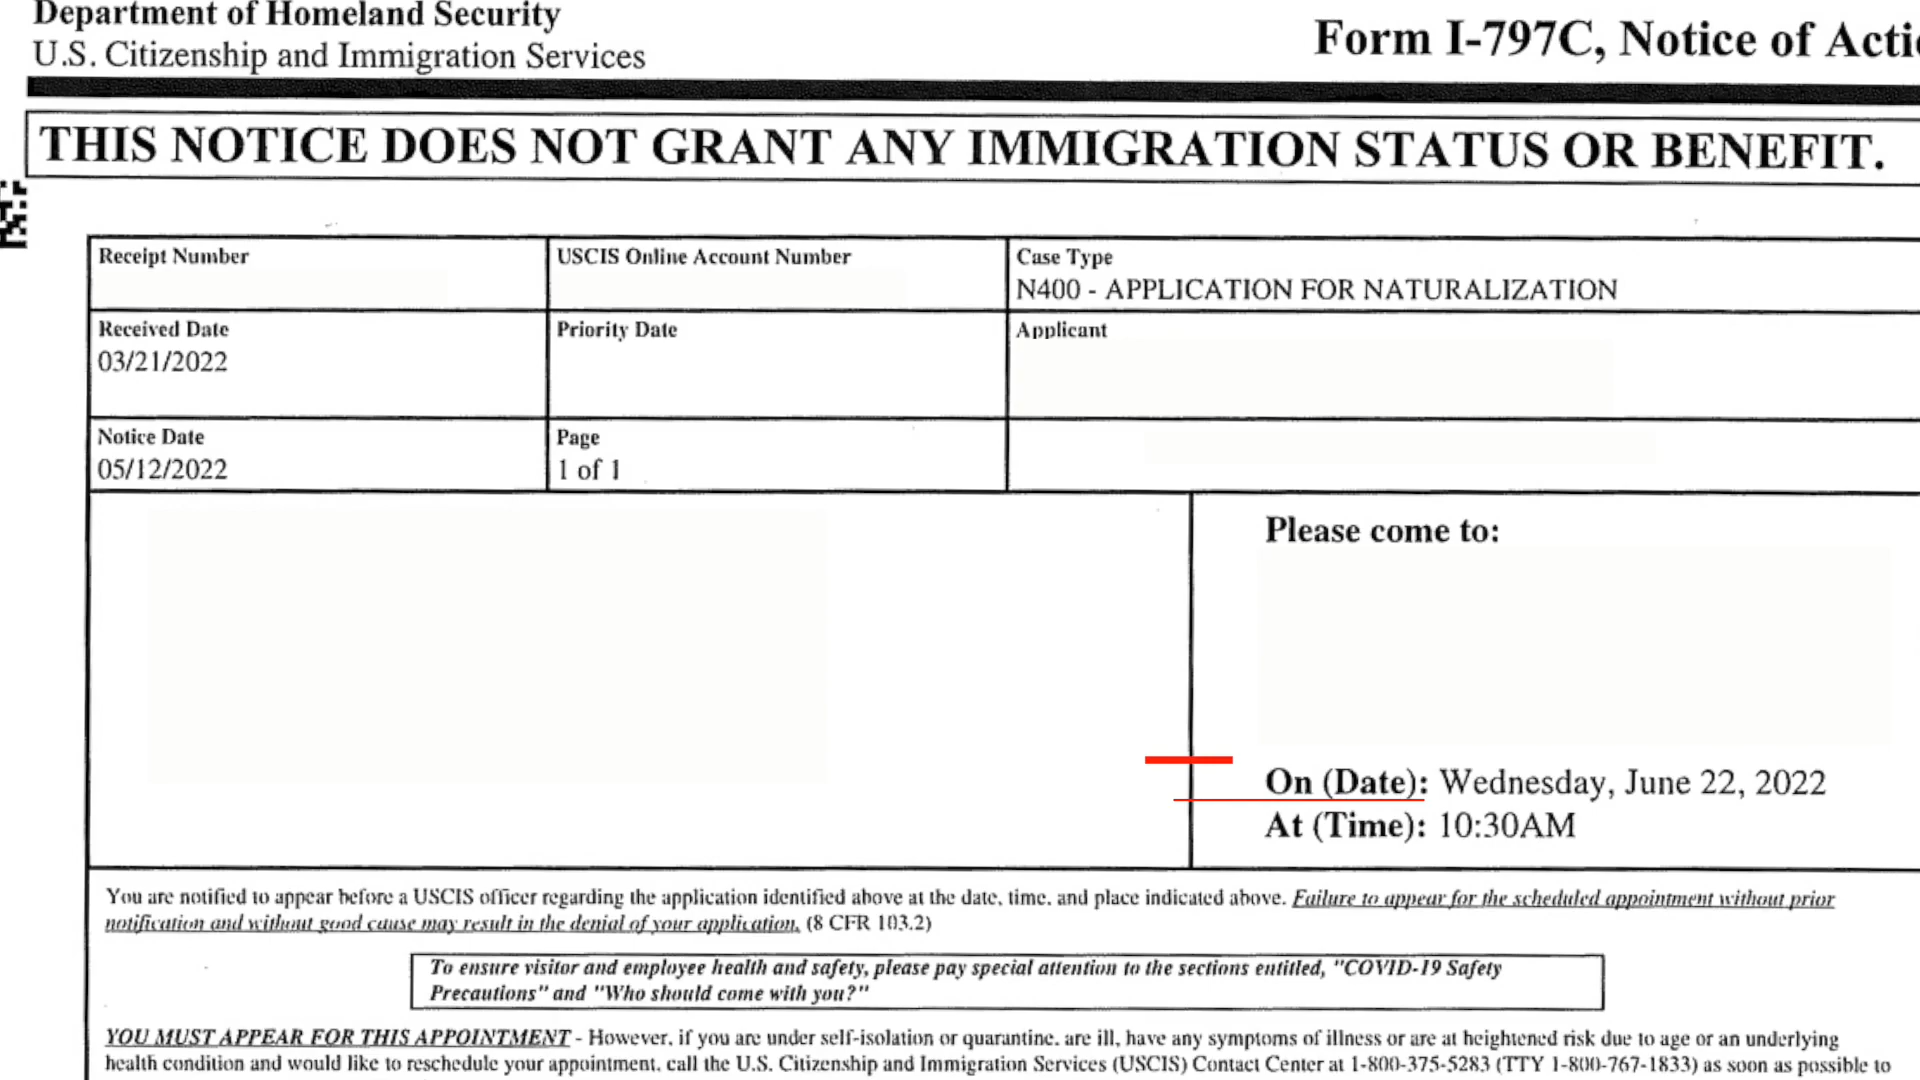 Department of Homeland Security
U.S. Citizenship and Immigration Services
Form I-797C, Notice of Actic
THIS NOTICE DOES NOT GRANT ANY IMMIGRATION STATUS OR BENEFIT.
Receipt Number
USCIS Online Account Number
Case Type
N400 - APPLICATION FOR NATURALIZATION
Received Date
03/21/2022
Priority Date
Applicant
Notice Date
05/12/2022
Page
1 of 1
Please come to:
On (Date): Wednesday, June 22, 2022
At (Time): 10:30AM
You are notified to appear before a USCIS officer regarding the application identified above at the date, time, and place indicated above. Failure to appear for the scheduled appointment without prior
notification and without good cause may result in the denial of your application. (8 CFR 103.2)
To ensure visitor and employee health and safety, please pay special attention to the sections entitled, "COVID-19 Safety
Precautions" and "Who should come with you?"
YOU MUST APPEAR FOR THIS APPOINTMENT - However, if you are under self-isolation or quarantine, are ill, have any symptoms of illness or are at heightened risk due to age or an underlying
health condition and would like to reschedule your appointment, call the U.S. Citizenship and Immigration Services (USCIS) Contact Center at 1-800-375-5283 (TTY 1-800-767-1833) as soon as possible to